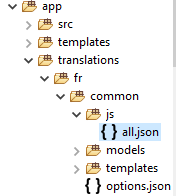 app
src
templates
translations
fr
common
js
all.json
models
templates
options.json